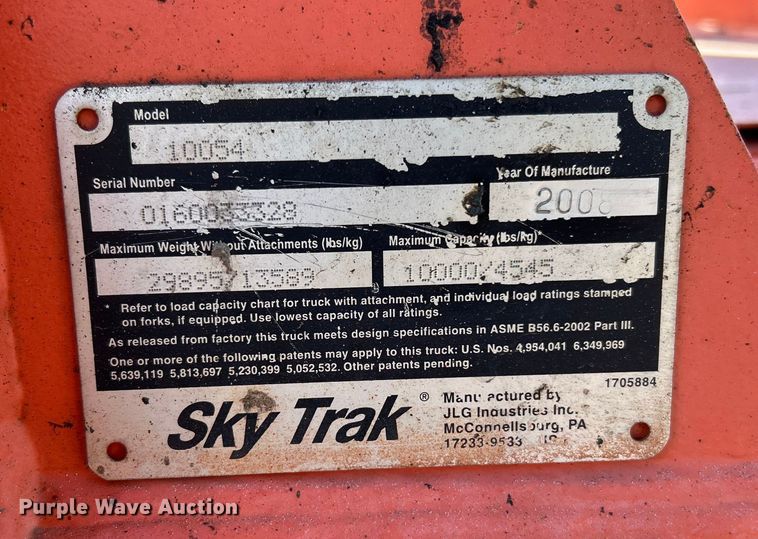 Model
10054
Serial Number
0160033328
Year Of Manufacture
Maximum Weight Without Attachments (lbs/kg)
29895/13589
Maximum Capacity (lbs/kg)*
10000/4545
* Refer to load capacity chart for truck with attachment, and individual load ratings stamped
on forks, if equipped. Use lowest capacity of all ratings.
As released from factory this truck meets design specifications in ASME B56.6-2002 Part III.
One or more of the following patents may apply to this truck: U.S. Nos. 4,954,041 6,349,969
5,639,119 5,813,697 5,230,399 5,052,532. Other patents pending.
1705884
Sky Trak ®
Manufactured by
JLG Industries Inc.
McConnellsburg, PA
17233-9533
Purple Wave Auction